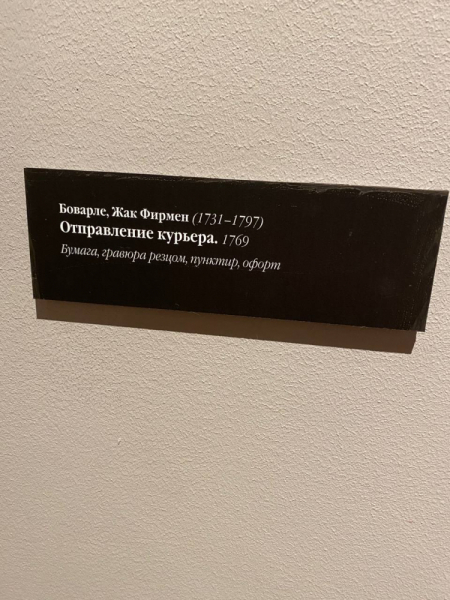 Боварле, Жак Фирмен (1731–1797)
Отправление курьера. 1769
Бумага, гравюра резцом, пунктир, офорт